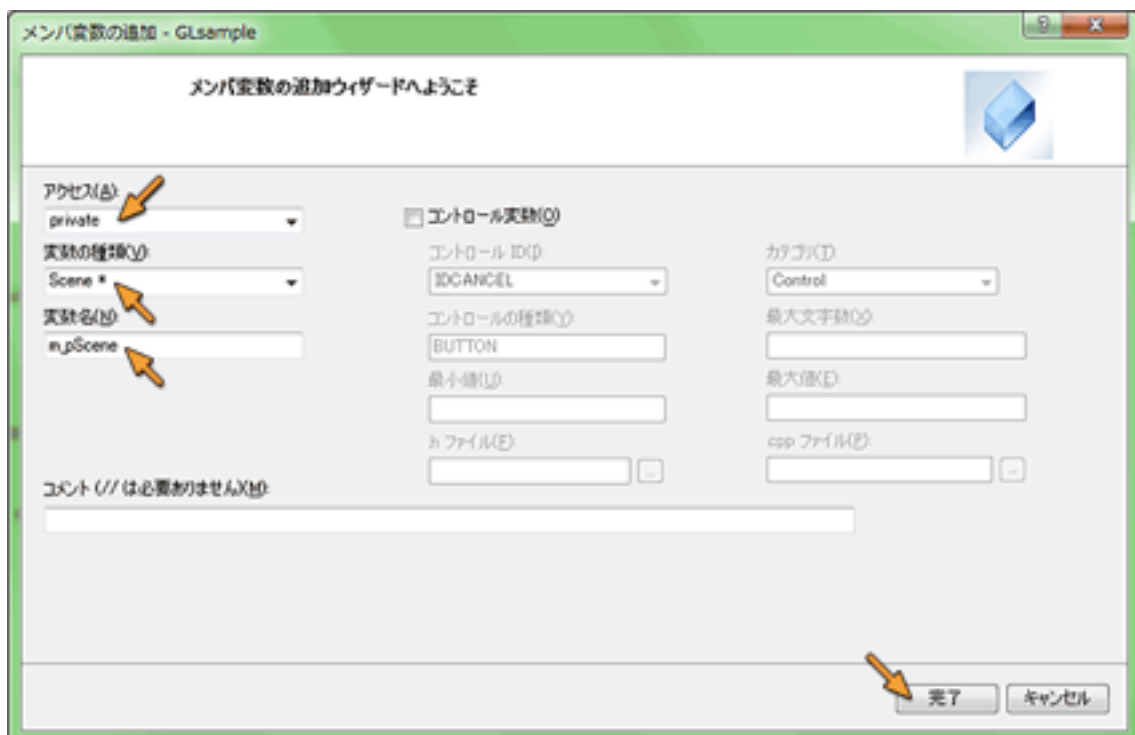 メンバ変数の追加 - GLsample
メンバ変数の追加ウィザードへようこそ
アクセス(A):
private
コントロール変数(O)
変数の種類(V):
コントロール ID(I):
カテゴリ(T):
Scene *
IDCANCEL
Control
変数名(N):
コントロールの種類(Y):
最大文字数(X):
m_pScene
BUTTON
最小値(U):
最大値(E):
.h ファイル(F):
.cpp ファイル(P):
...
...
コメント (// は必要ありません)(M):
完了
キャンセル